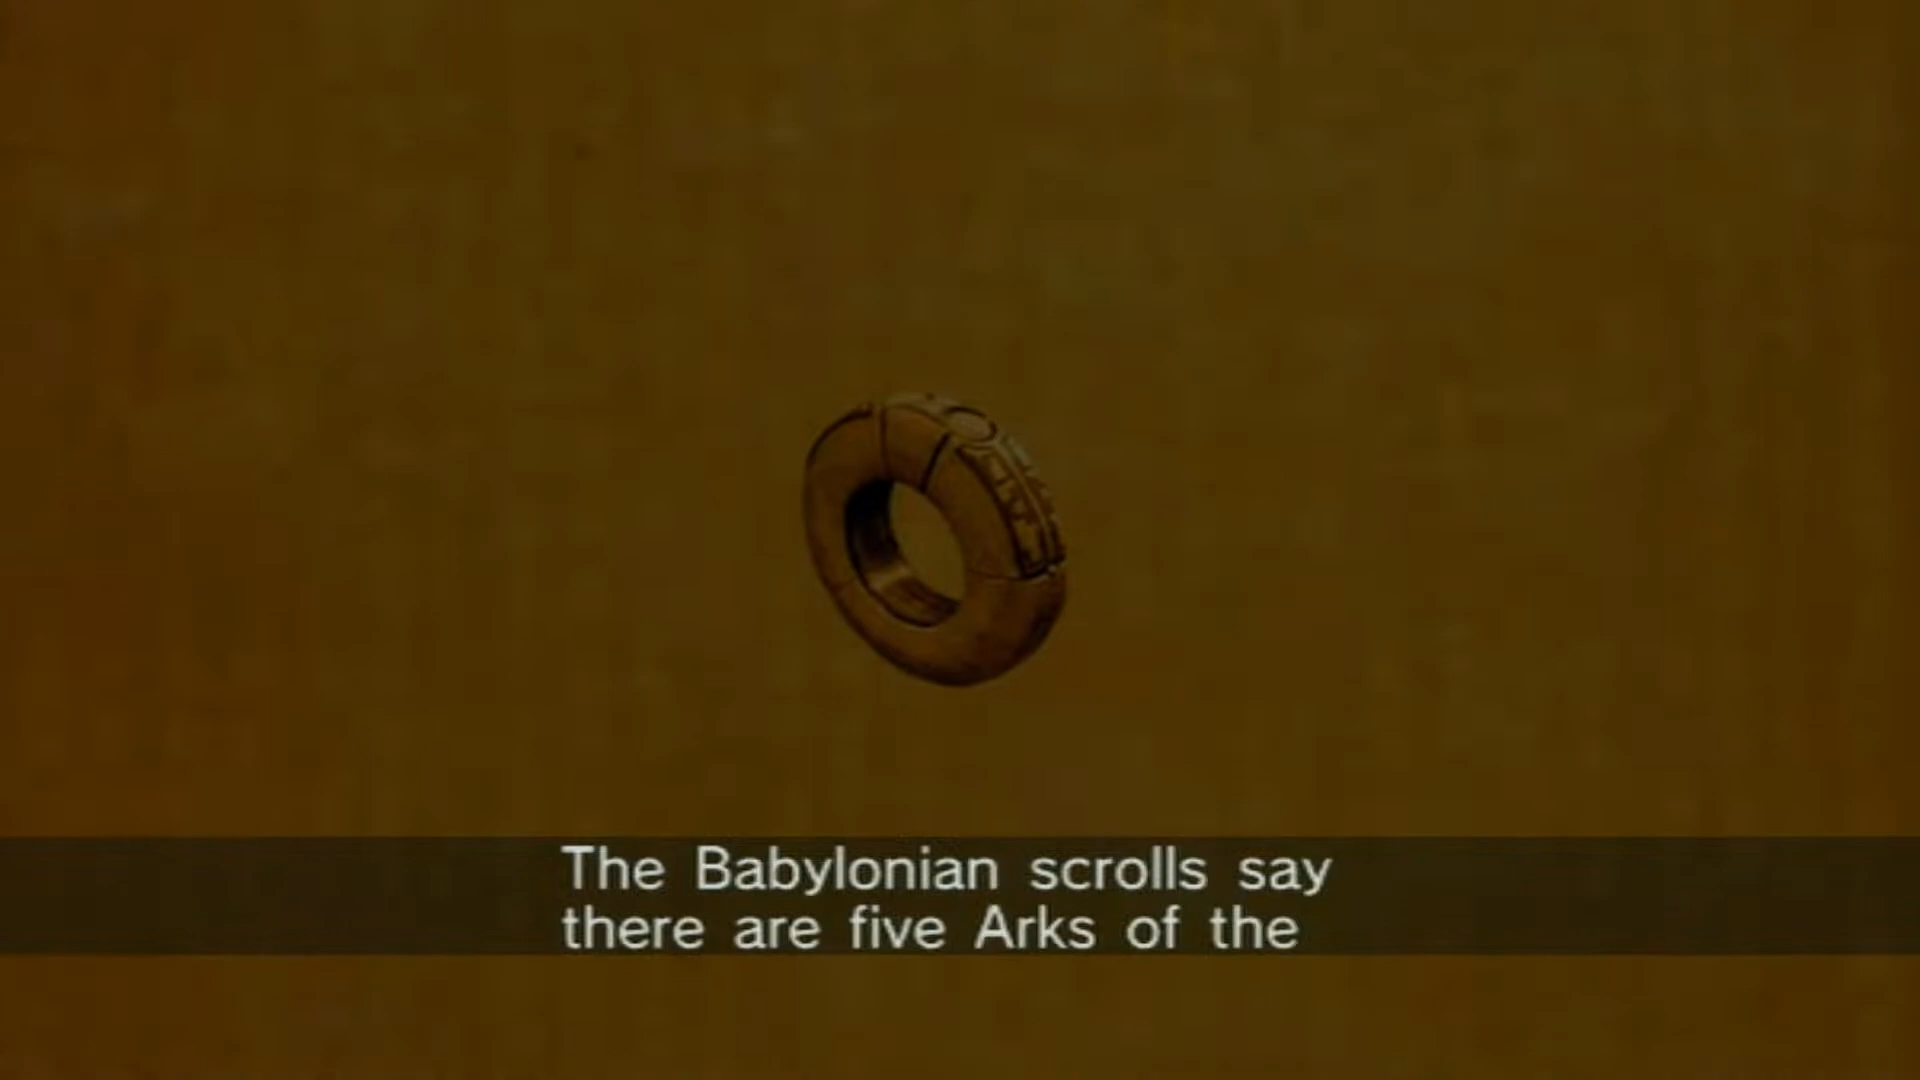 The Babylonian scrolls say
there are five Arks of the